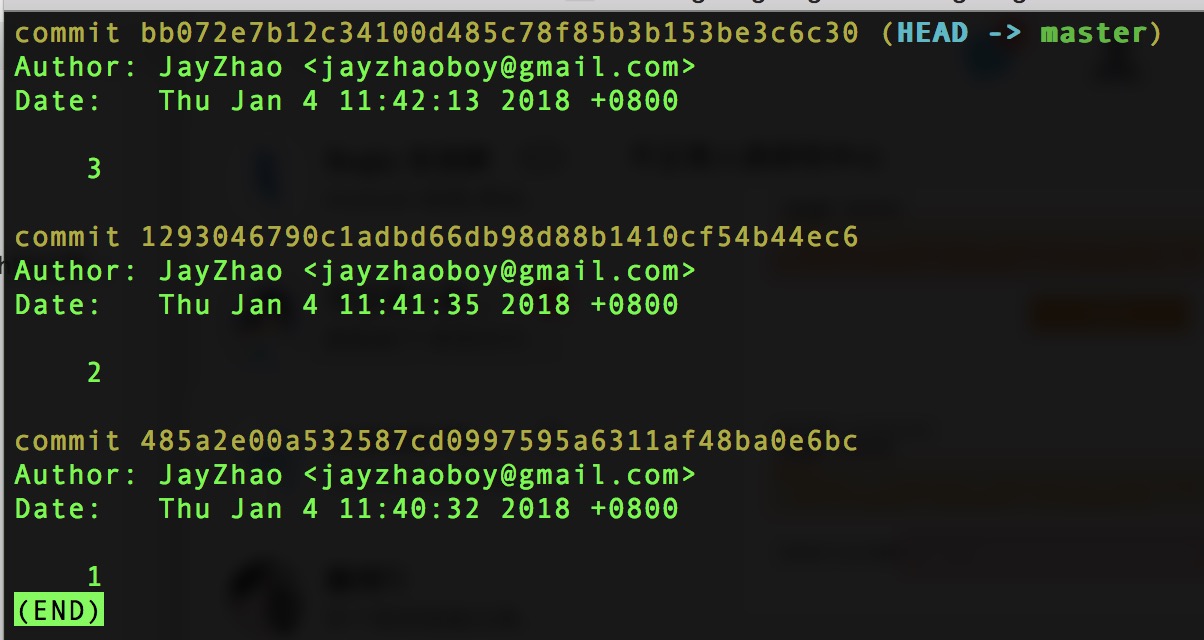 commit bb072e7b12c34100d485c78f85b3b153be3c6c30 (HEAD -> master)
Author: JayZhao <jayzhaoboy@gmail.com>
Date:   Thu Jan 4 11:42:13 2018 +0800
3
commit 1293046790c1adbd66db98d88b1410cf54b44ec6
Author: JayZhao <jayzhaoboy@gmail.com>
Date:   Thu Jan 4 11:41:35 2018 +0800
2
commit 485a2e00a532587cd0997595a6311af48ba0e6bc
Author: JayZhao <jayzhaoboy@gmail.com>
Date:   Thu Jan 4 11:40:32 2018 +0800
1
(END)